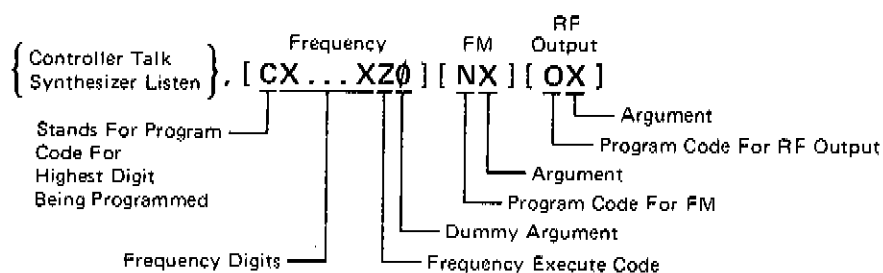 Frequency
FM
RF
Output
{ Controller Talk
Synthesizer Listen } , [ CX...XZ∅ ] [ NX ] [ OX ]
Stands For Program
Code For
Highest Digit
Being Programmed
Argument
Program Code For RF Output
Argument
Program Code For FM
Dummy Argument
Frequency Digits
Frequency Execute Code